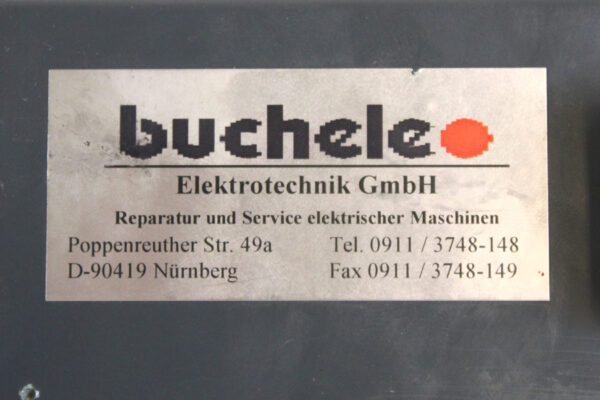 buchele
Elektrotechnik GmbH
Reparatur und Service elektrischer Maschinen
Poppenreuther Str. 49a Tel. 0911 / 3748-148
D-90419 Nürnberg Fax 0911 / 3748-149